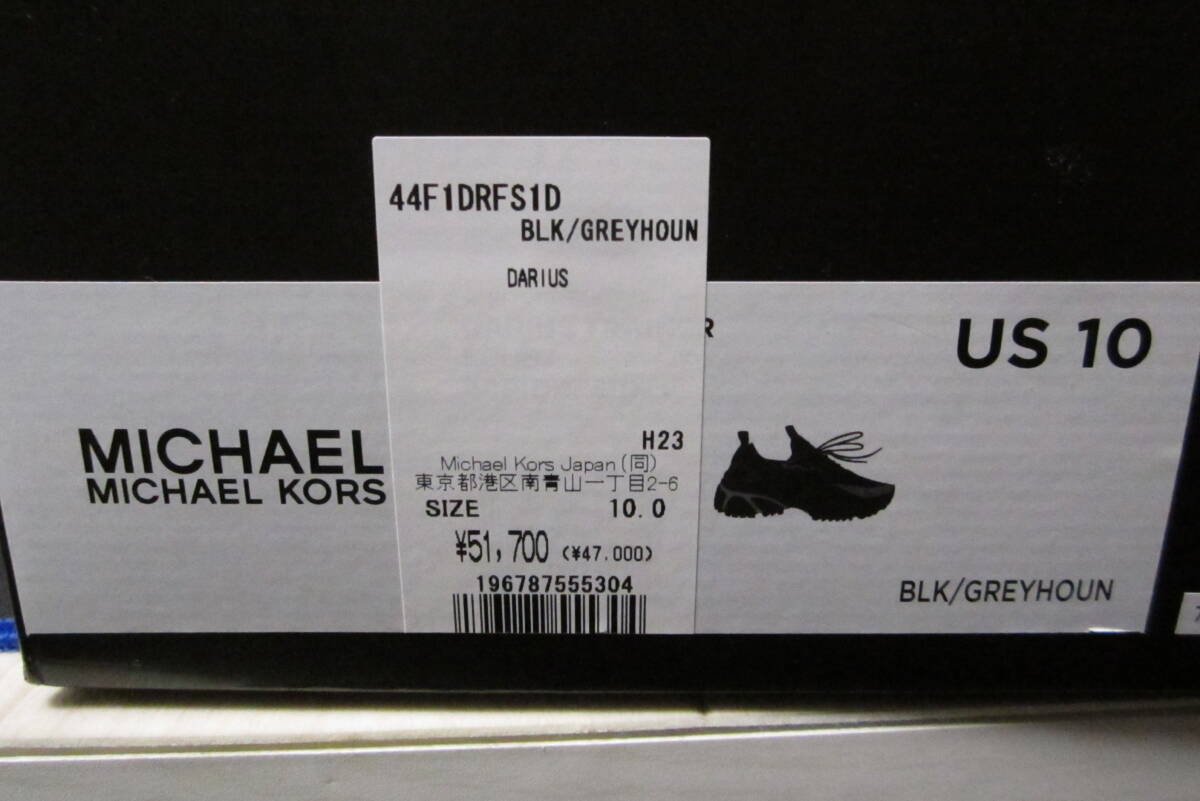 44F1DRFS1D
BLK/GREYHOUN
DARIUS
H23
Michael Kors Japan(同)
東京都港区南青山一丁目2-6
SIZE 10.0
¥51,700 (¥47.000)
196787555304
MICHAEL
MICHAEL KORS
R
US 10
BLK/GREYHOUN